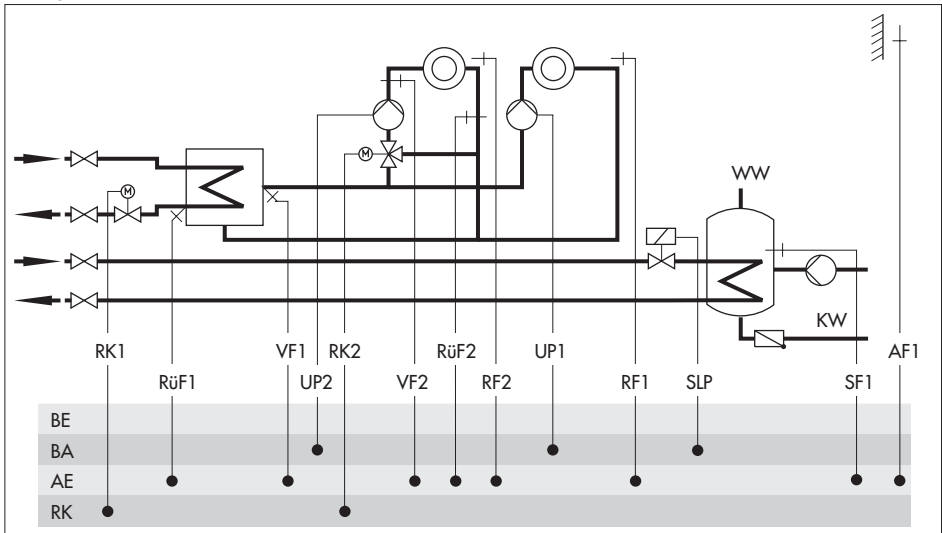 M
M
WW
KW
RK1 VF1 RK2 RüF2 UP1 AF1
RüF1 UP2 VF2 RF2 RF1 SLP SF1
BE
BA
AE
RK